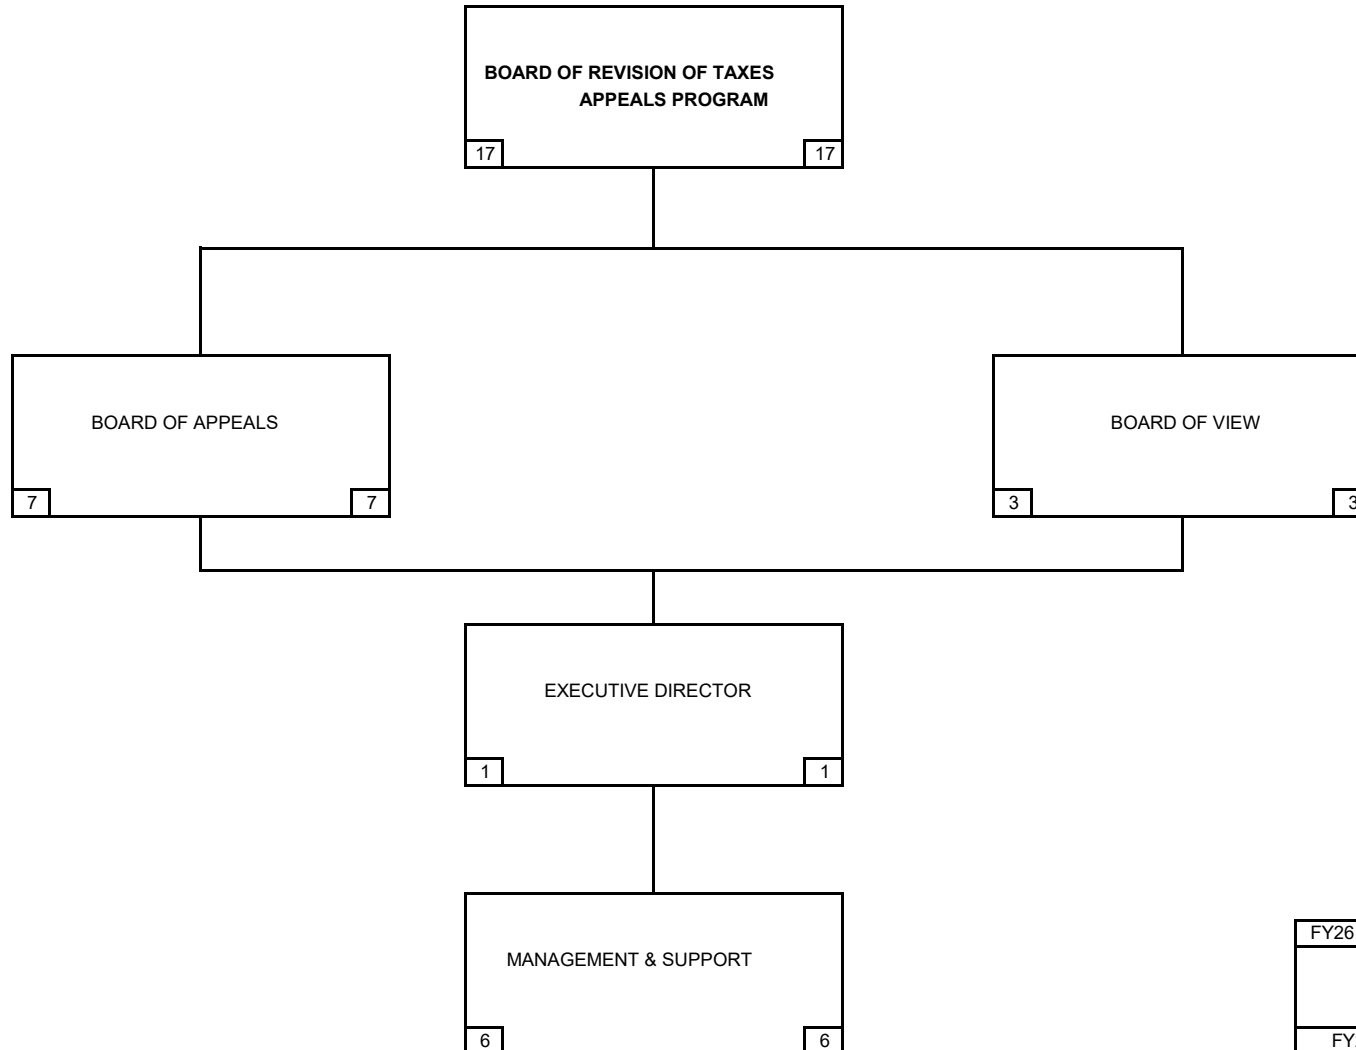 BOARD OF REVISION OF TAXES
APPEALS PROGRAM
17 17
BOARD OF APPEALS
BOARD OF VIEW
7 7
3 3
EXECUTIVE DIRECTOR
1 1
MANAGEMENT & SUPPORT
6 6
FY26